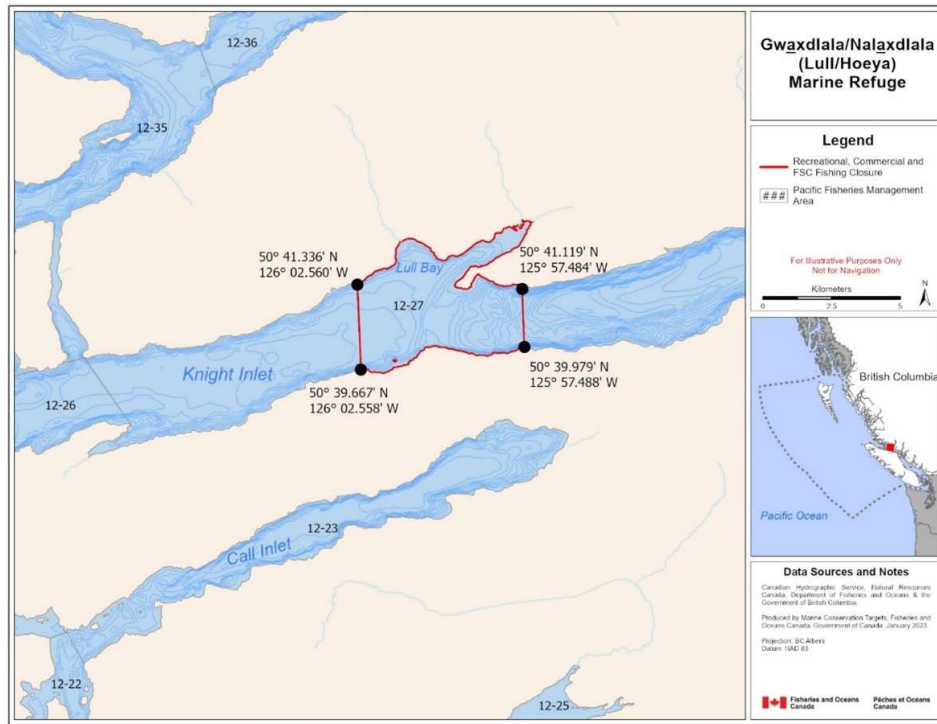 Gwaxdlala/Nalaxdlala
(Lull/Hoeya)
Marine Refuge
Legend
Recreational, Commercial and
FSC Fishing Closure
###
Pacific Fisheries Management
Area
For Illustrative Purposes Only
Not for Navigation
Kilometers
N
0 2.5 5
12-36
12-35
50° 41.336' N
126° 02.560' W
50° 41.119' N
125° 57.484' W
Lull Bay
12-27
Knight Inlet
12-26
50° 39.667' N
126° 02.558' W
50° 39.979' N
125° 57.488' W
12-23
Call Inlet
12-22
12-25
British Columbia
Pacific Ocean
Data Sources and Notes
Canadian Hydrographic Service, Natural Resources
Canada, Department of Fisheries and Oceans & the
Government of British Columbia.
Produced by Marine Conservation Targets, Fisheries and
Oceans Canada, Government of Canada. January 2023
Projection: BC Albers
Datum: NAD 83
Fisheries and Oceans
Canada
Pêches et Océans
Canada